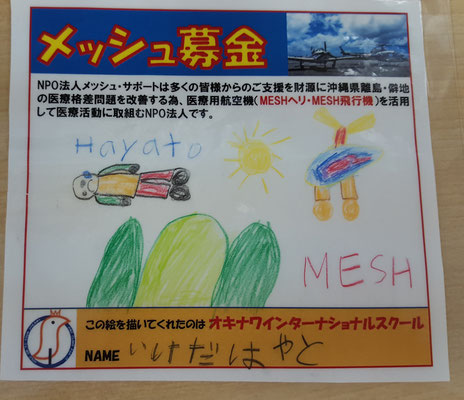 メッシュ募金
NPO法人メッシュ・サポートは多くの皆様からのご支援を財源に沖縄県離島・僻地
の医療格差問題を改善する為、医療用航空機(MESHヘリ・MESH飛行機)を活用
して医療活動に取組むNPO法人です。
Hayato
MESH
この絵を描いてくれたのは オキナワインターナショナルスクール
NAME いけだはやと